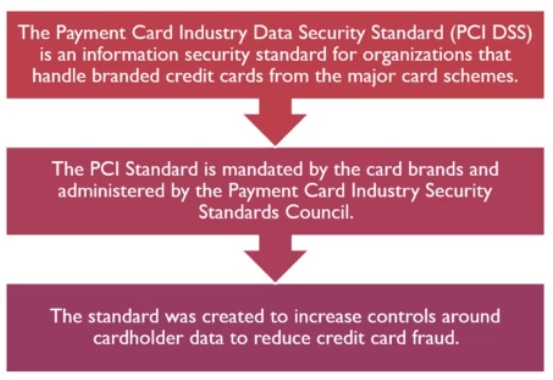 The Payment Card Industry Data Security Standard (PCI DSS)
is an information security standard for organizations that
handle branded credit cards from the major card schemes.
The PCI Standard is mandated by the card brands and
administered by the Payment Card Industry Security
Standards Council.
The standard was created to increase controls around
cardholder data to reduce credit card fraud.